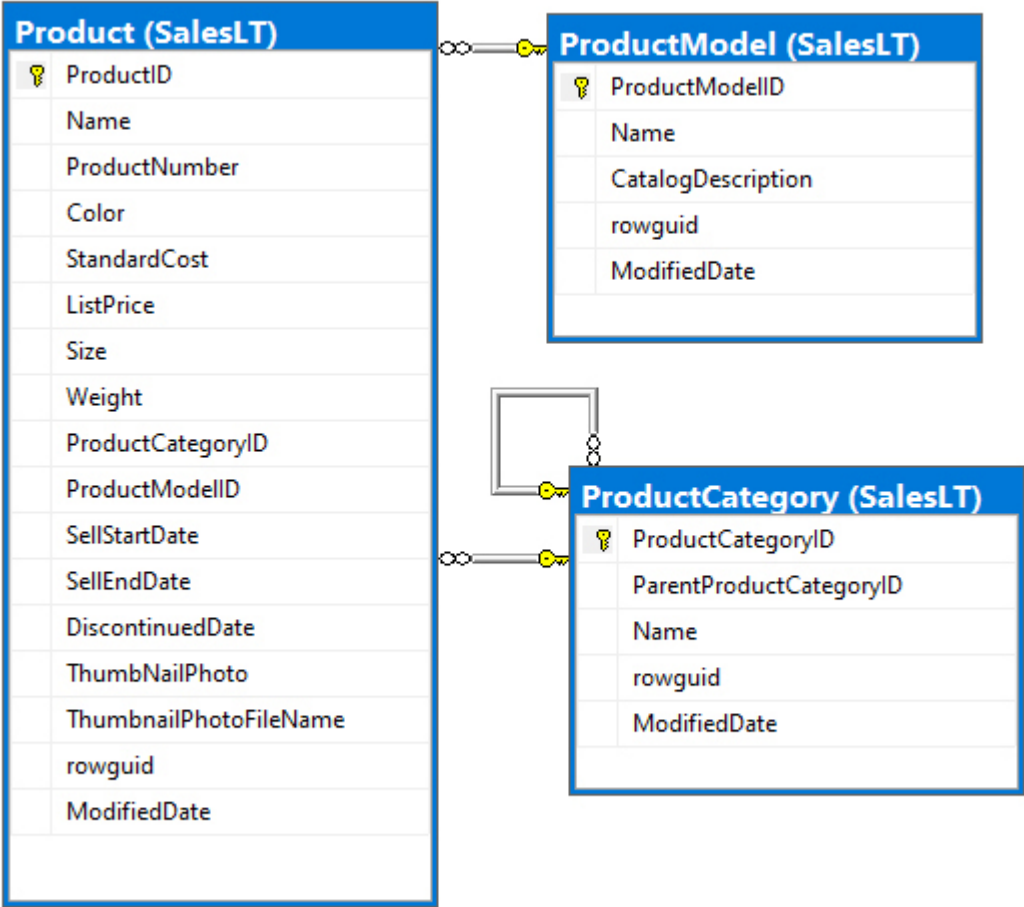 Product (SalesLT)
ProductID
Name
ProductNumber
Color
StandardCost
ListPrice
Size
Weight
ProductCategoryID
ProductModelID
SellStartDate
SellEndDate
DiscontinuedDate
ThumbNailPhoto
ThumbnailPhotoFileName
rowguid
ModifiedDate
ProductModel (SalesLT)
ProductModelID
Name
CatalogDescription
rowguid
ModifiedDate
ProductCategory (SalesLT)
ProductCategoryID
ParentProductCategoryID
Name
rowguid
ModifiedDate